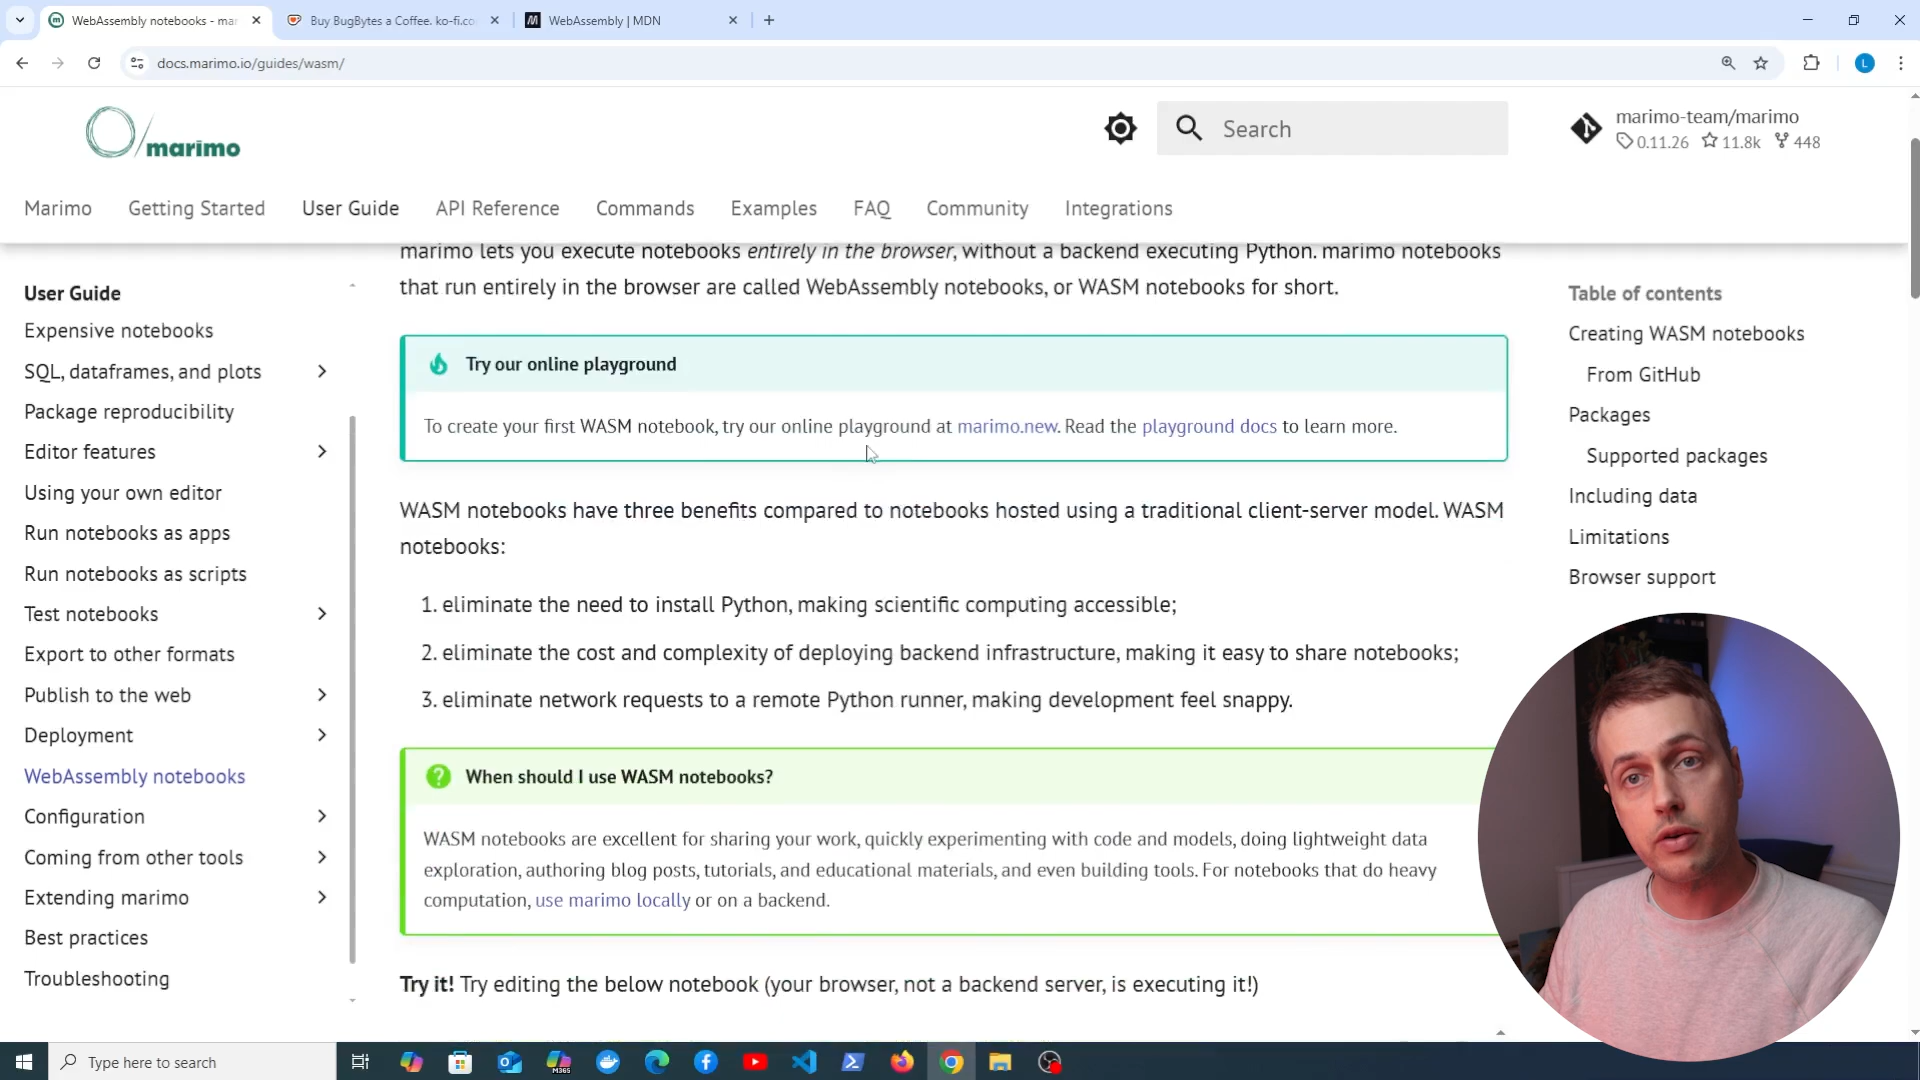 WebAssembly notebooks - ma
Buy BugBytes a Coffee. ko-fi.co
WebAssembly | MDN
docs.marimo.io/guides/wasm/
L
marimo
Search
marimo-team/marimo
0.11.26 11.8k 448
Marimo Getting Started User Guide API Reference Commands Examples FAQ Community Integrations
User Guide
Expensive notebooks
SQL, dataframes, and plots
Package reproducibility
Editor features
Using your own editor
Run notebooks as apps
Run notebooks as scripts
Test notebooks
Export to other formats
Publish to the web
Deployment
WebAssembly notebooks
Configuration
Coming from other tools
Extending marimo
Best practices
Troubleshooting
marimo lets you execute notebooks entirely in the browser, without a backend executing Python. marimo notebooks
that run entirely in the browser are called WebAssembly notebooks, or WASM notebooks for short.
Try our online playground
To create your first WASM notebook, try our online playground at marimo.new. Read the playground docs to learn more.
WASM notebooks have three benefits compared to notebooks hosted using a traditional client-server model. WASM
notebooks:
1. eliminate the need to install Python, making scientific computing accessible;
2. eliminate the cost and complexity of deploying backend infrastructure, making it easy to share notebooks;
3. eliminate network requests to a remote Python runner, making development feel snappy.
When should I use WASM notebooks?
WASM notebooks are excellent for sharing your work, quickly experimenting with code and models, doing lightweight data
exploration, authoring blog posts, tutorials, and educational materials, and even building tools. For notebooks that do heavy
computation, use marimo locally or on a backend.
Try it! Try editing the below notebook (your browser, not a backend server, is executing it!)
Table of contents
Creating WASM notebooks
From GitHub
Packages
Supported packages
Including data
Limitations
Browser support
Type here to search
M365